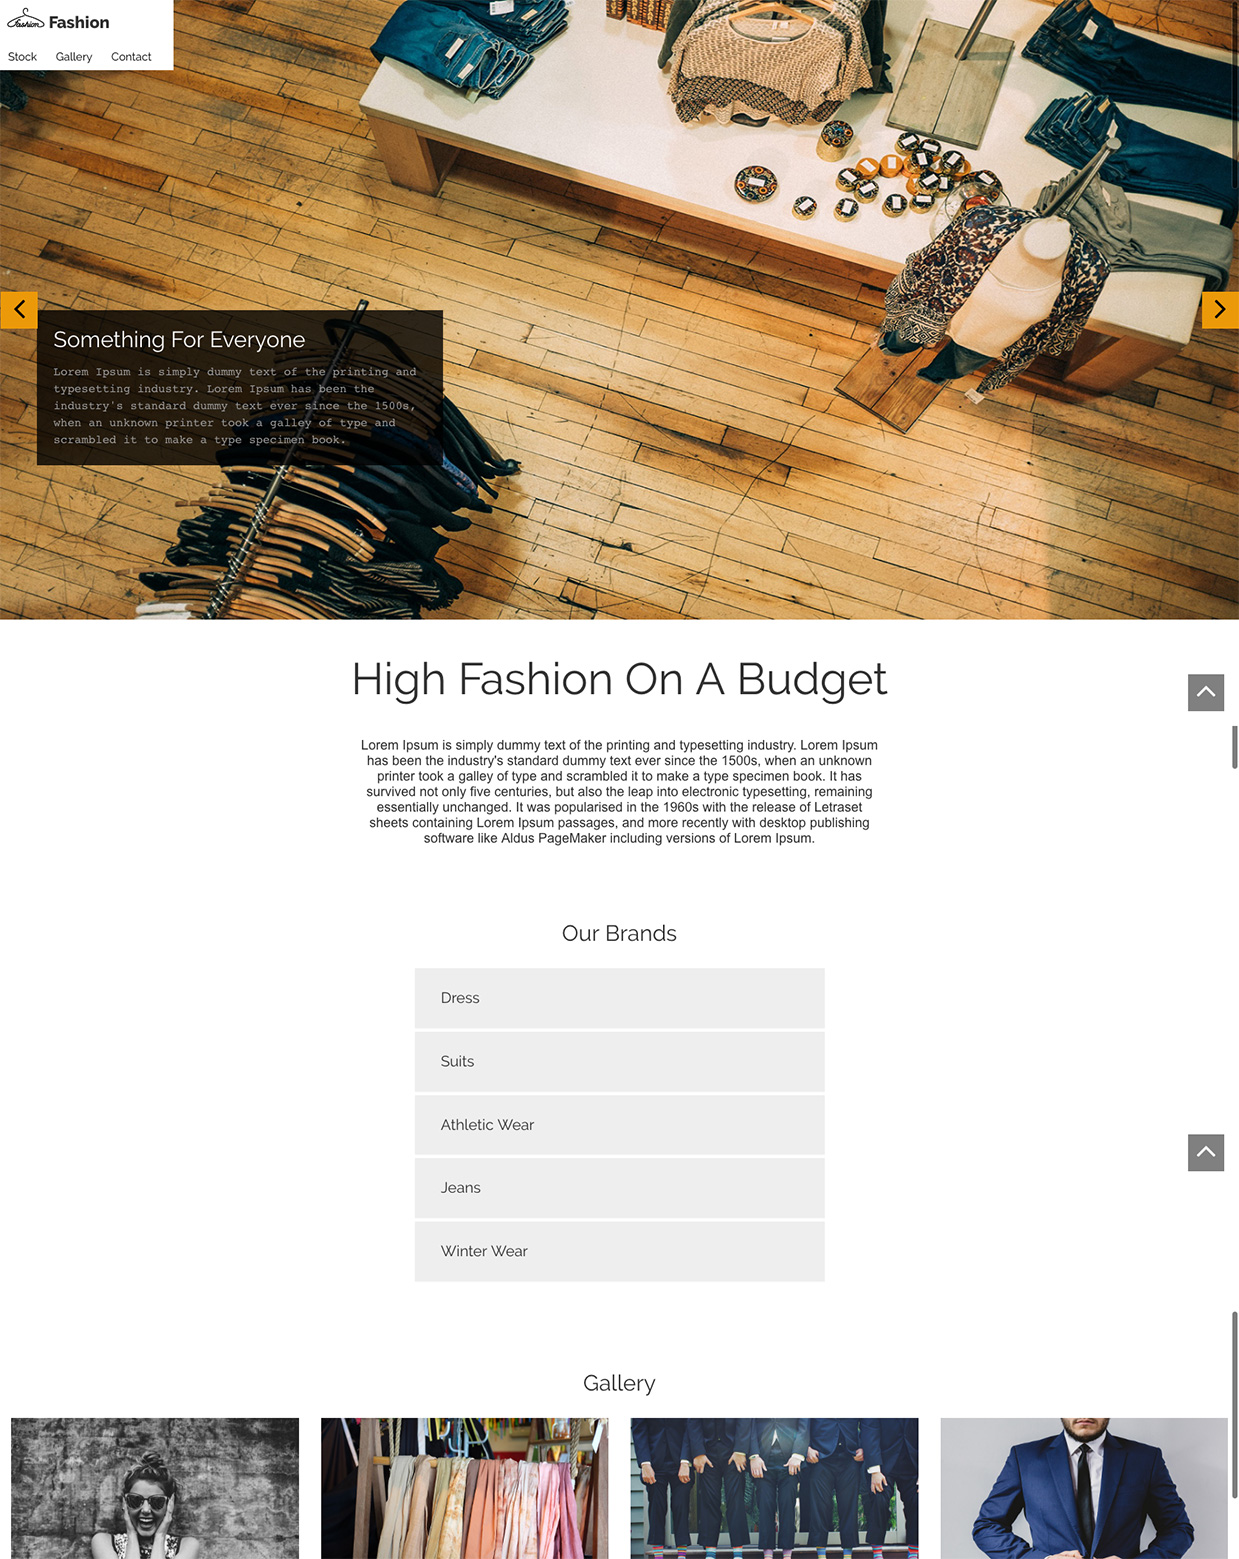 Fashion Fashion
Stock Gallery Contact
Something For Everyone
Lorem Ipsum is simply dummy text of the printing and
typesetting industry. Lorem Ipsum has been the
industry's standard dummy text ever since the 1500s,
when an unknown printer took a galley of type and
scrambled it to make a type specimen book.
High Fashion On A Budget
Lorem Ipsum is simply dummy text of the printing and typesetting industry. Lorem Ipsum
has been the industry's standard dummy text ever since the 1500s, when an unknown
printer took a galley of type and scrambled it to make a type specimen book. It has
survived not only five centuries, but also the leap into electronic typesetting, remaining
essentially unchanged. It was popularised in the 1960s with the release of Letraset
sheets containing Lorem Ipsum passages, and more recently with desktop publishing
software like Aldus PageMaker including versions of Lorem Ipsum.
Our Brands
Dress
Suits
Athletic Wear
Jeans
Winter Wear
Gallery